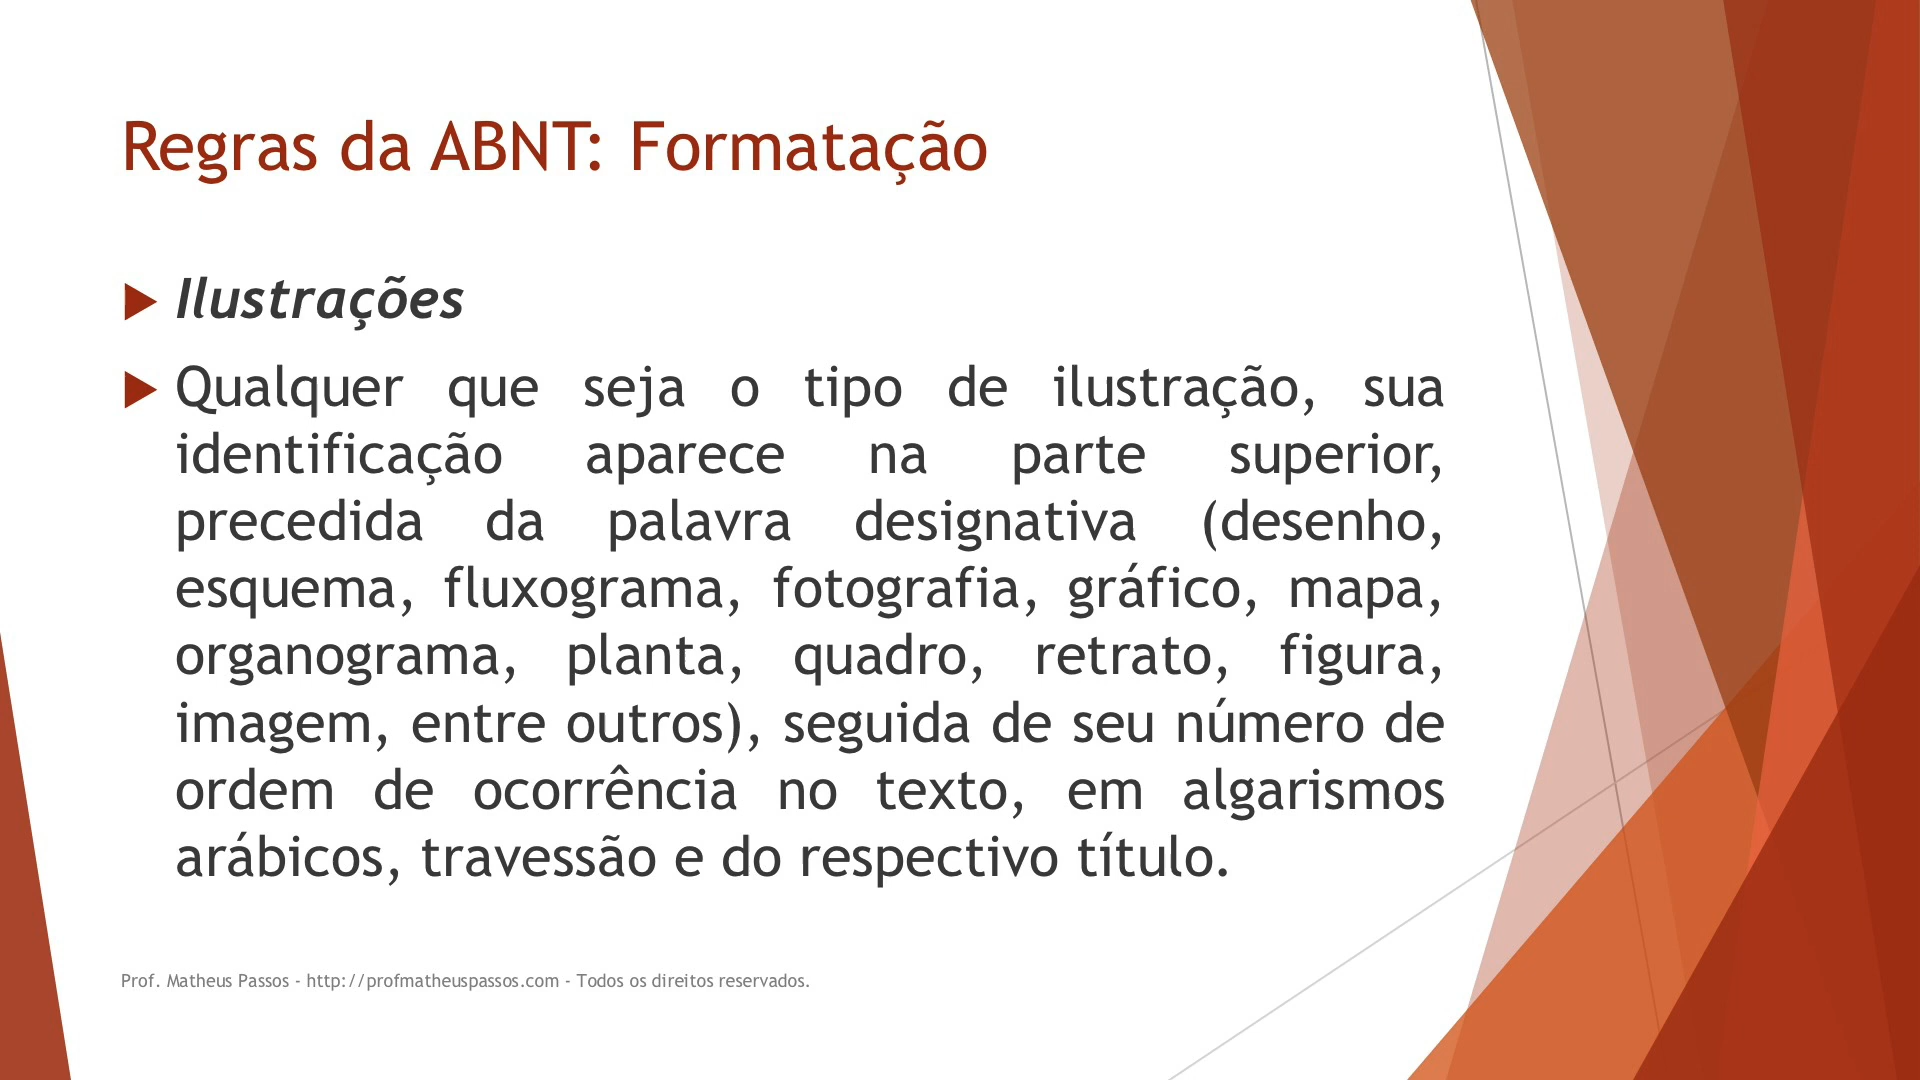 Regras da ABNT: Formatação
Ilustrações
Qualquer que seja o tipo de ilustração, sua
identificação aparece na parte superior,
precedida da palavra designativa (desenho,
esquema, fluxograma, fotografia, gráfico, mapa,
organograma, planta, quadro, retrato, figura,
imagem, entre outros), seguida de seu número de
ordem de ocorrência no texto, em algarismos
arábicos, travessão e do respectivo título.
Prof. Matheus Passos - http://profmatheuspassos.com - Todos os direitos reservados.